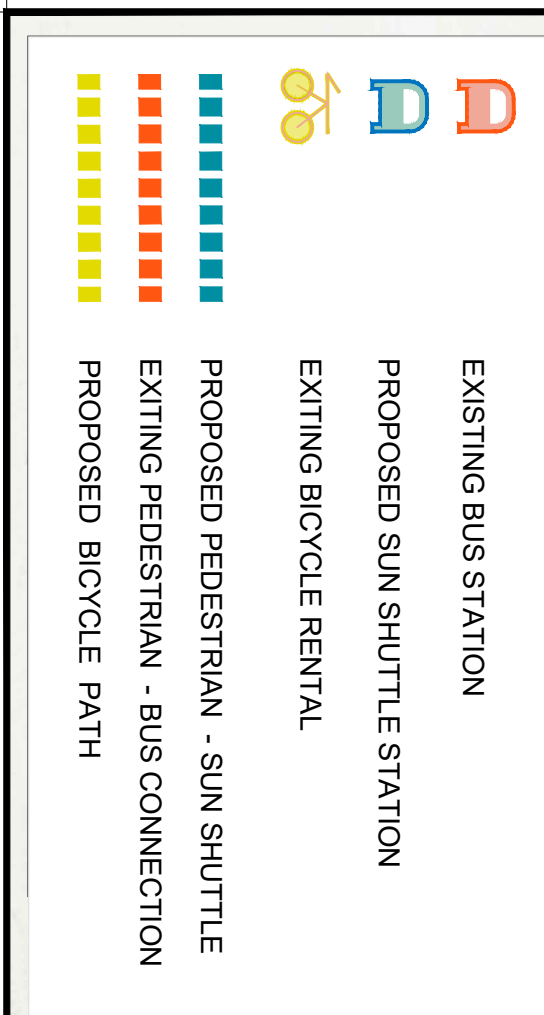 EXISTING BUS STATION
PROPOSED SUN SHUTTLE STATION
EXITING BICYCLE RENTAL
PROPOSED PEDESTRIAN - SUN SHUTTLE
EXITING PEDESTRIAN - BUS CONNECTION
PROPOSED BICYCLE PATH